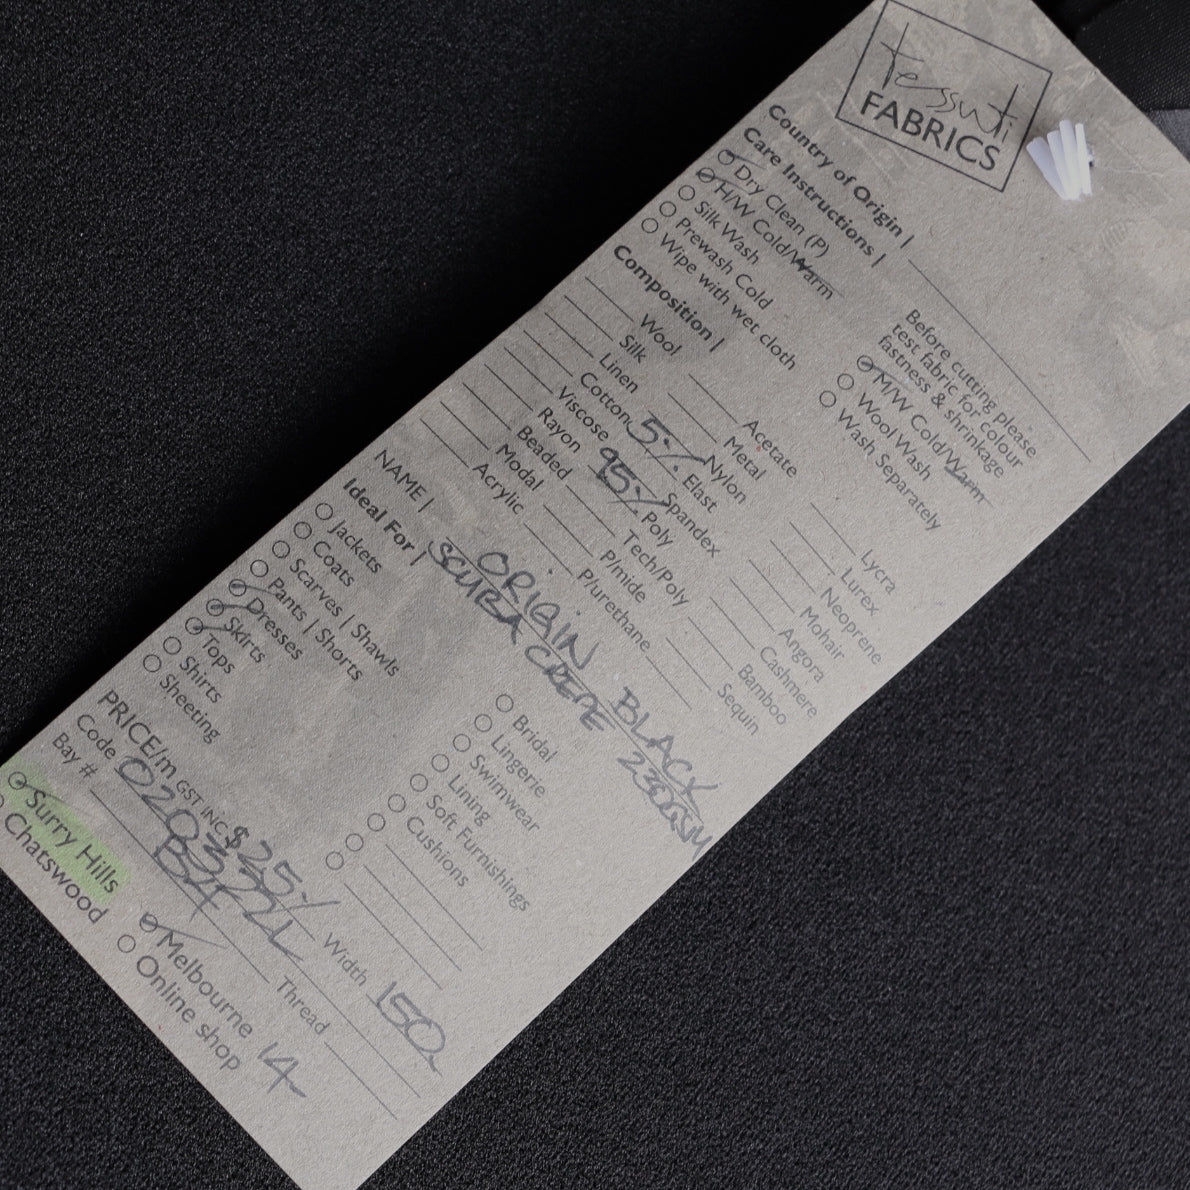 tessuti
FABRICS
Country of Origin |
Care Instructions |
Dry Clean (P)
H/W Cold/Warm
Silk Wash
Prewash Cold
Wipe with wet cloth
Before cutting please
test fabric for colour
fastness & shrinkage
M/W Cold/Warm
Wool Wash
Wash Separately
Composition |
Wool
Silk
Linen
Cotton
Viscose
Rayon
Beaded
Modal
Acrylic
Acetate
Metal
Nylon
5% Elast
Spandex
95% Poly
Tech/Poly
P/mide
P/urethane
Lycra
Lurex
Neoprene
Mohair
Angora
Cashmere
Bamboo
Sequin
NAME | ORIGIN BLACK
SCUBA CREPE 230GSM
Ideal For |
Jackets
Coats
Scarves | Shawls
Pants | Shorts
Dresses
Skirts
Tops
Shirts
Sheeting
Bridal
Lingerie
Swimwear
Lining
Soft Furnishings
Cushions
PRICE/m GST INC $25 Width 150
Code
Bay # Thread
Surry Hills
Chatswood
Melbourne 14
Online shop